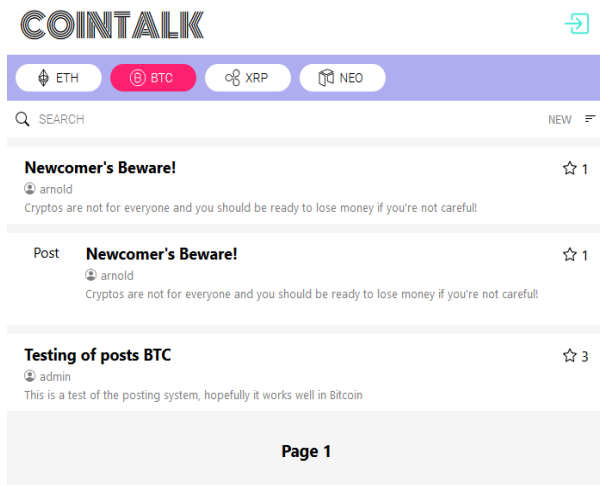 COINTALK
ETH BTC XRP NEO
SEARCH NEW
Newcomer's Beware! 1
arnold
Cryptos are not for everyone and you should be ready to lose money if you're not careful!
Post Newcomer's Beware! 1
arnold
Cryptos are not for everyone and you should be ready to lose money if you're not careful!
Testing of posts BTC 3
admin
This is a test of the posting system, hopefully it works well in Bitcoin
Page 1